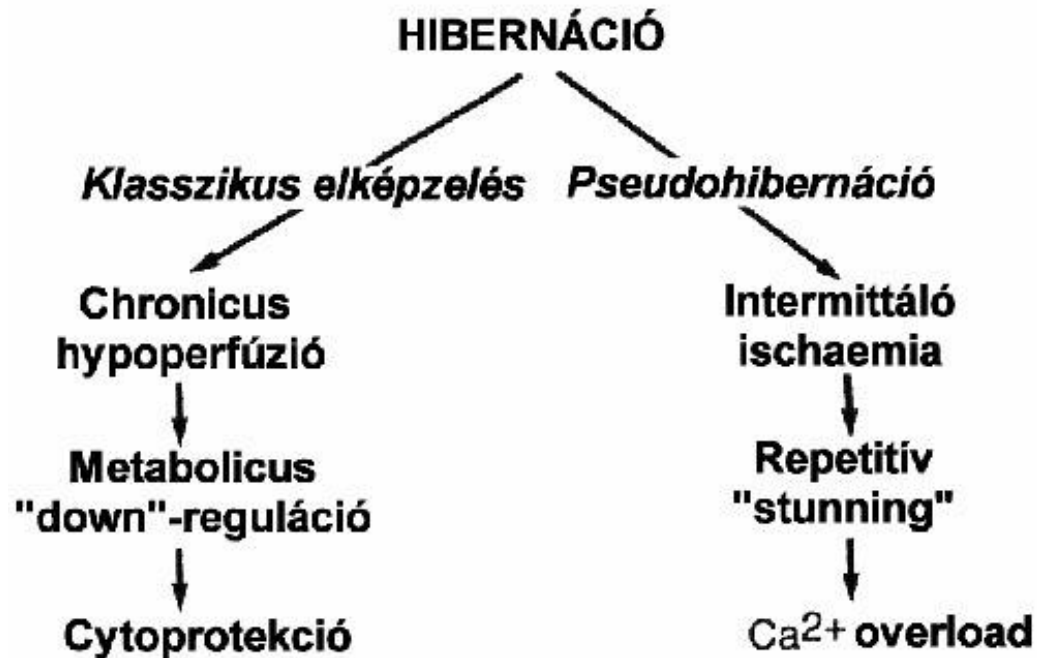 HIBERNÁCIÓ
Klasszikus elképzelés
Pseudohibernáció
Chronicus
hypoperfúzió
Intermittáló
ischaemia
Metabolicus
"down"-reguláció
Repetitív
"stunning"
Cytoprotekció
Ca2+ overload